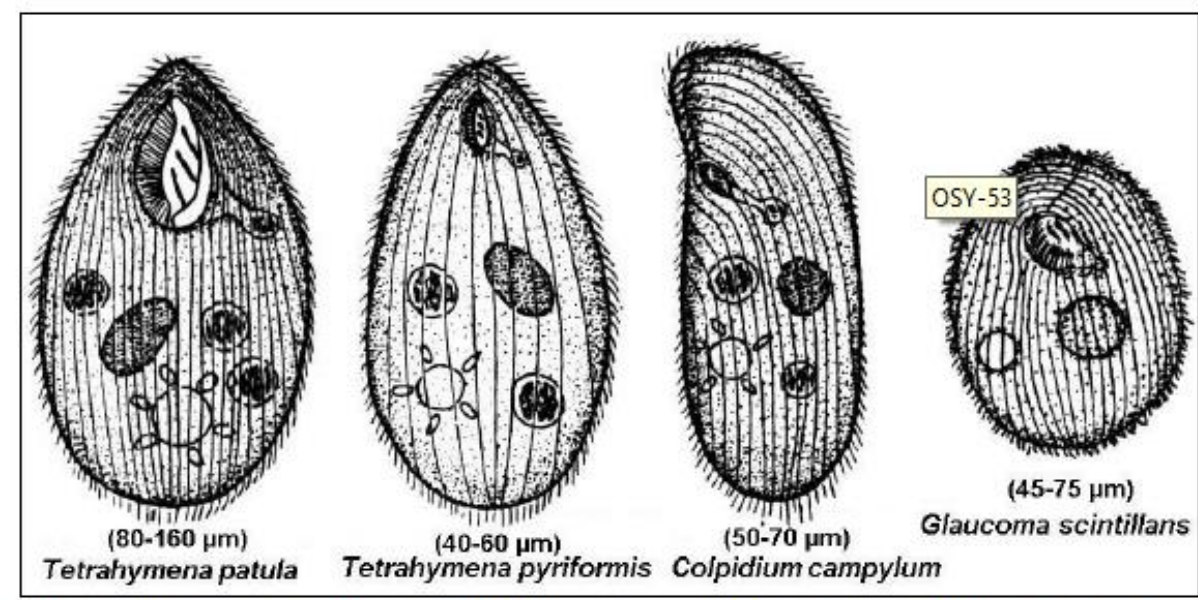 OSY-53
(80-160 µm)
Tetrahymena patula
(40-60 µm)
Tetrahymena pyriformis
(50-70 µm)
Colpidium campylum
(45-75 µm)
Glaucoma scintillans